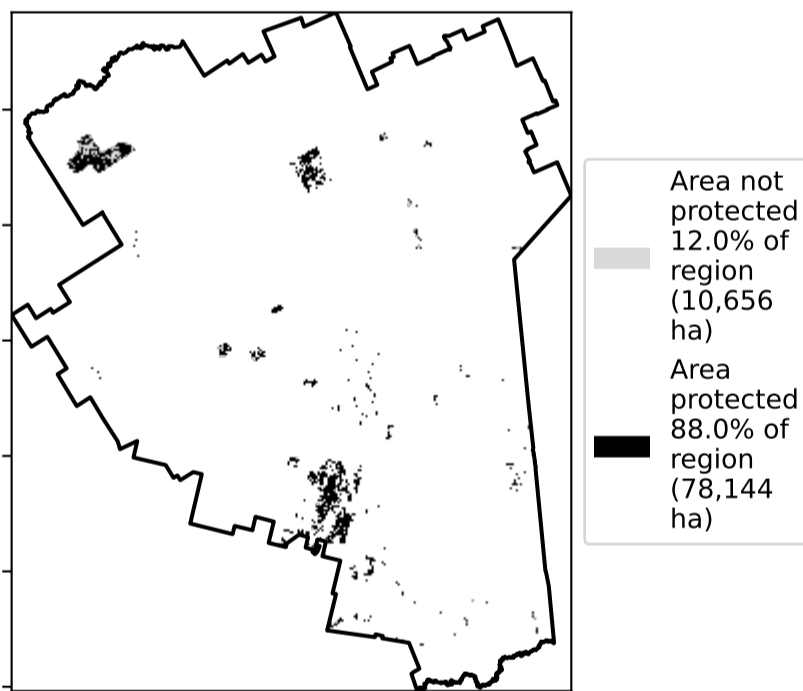 Area not
protected
12.0% of
region
(10,656
ha)
Area
protected
88.0% of
region
(78,144
ha)